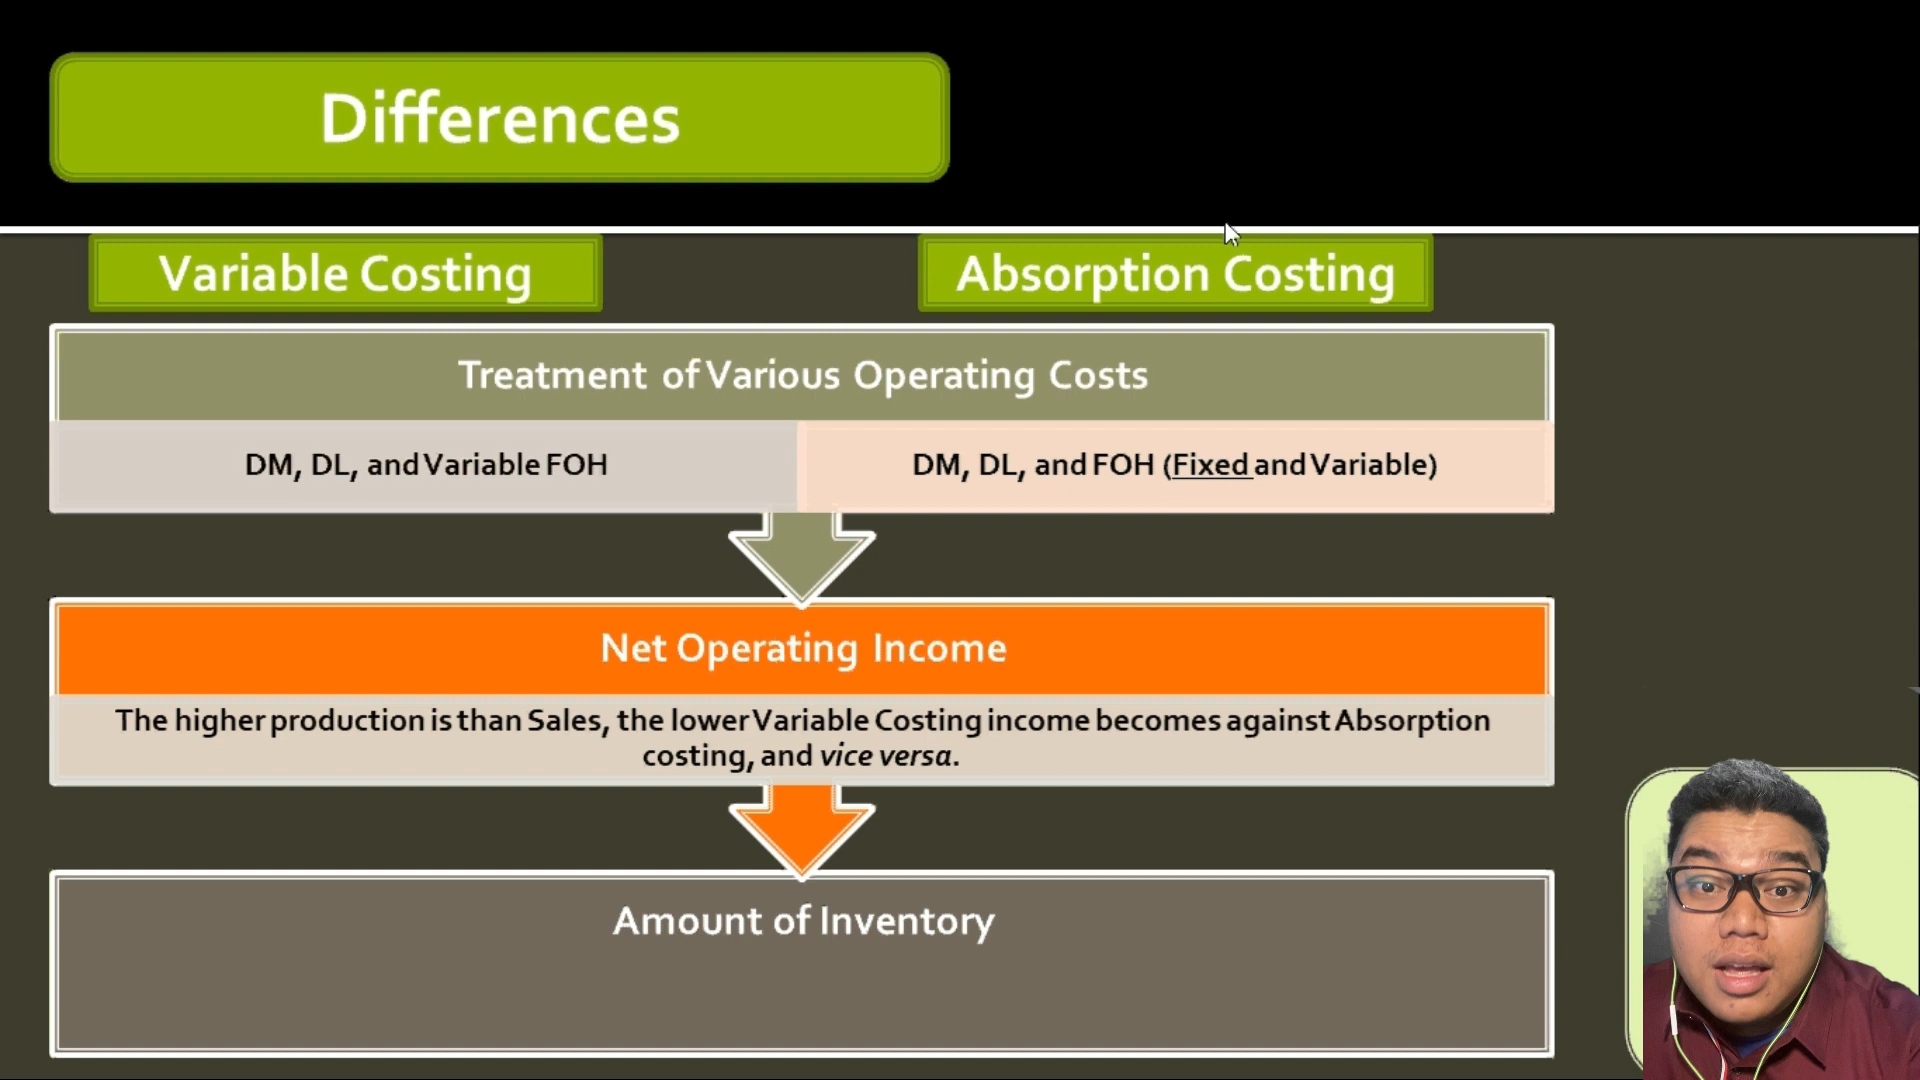 Differences
Variable Costing
Absorption Costing
Treatment of Various Operating Costs
DM, DL, and Variable FOH
DM, DL, and FOH (Fixed and Variable)
Net Operating Income
The higher production is than Sales, the lower Variable Costing income becomes against Absorption
costing, and vice versa.
Amount of Inventory